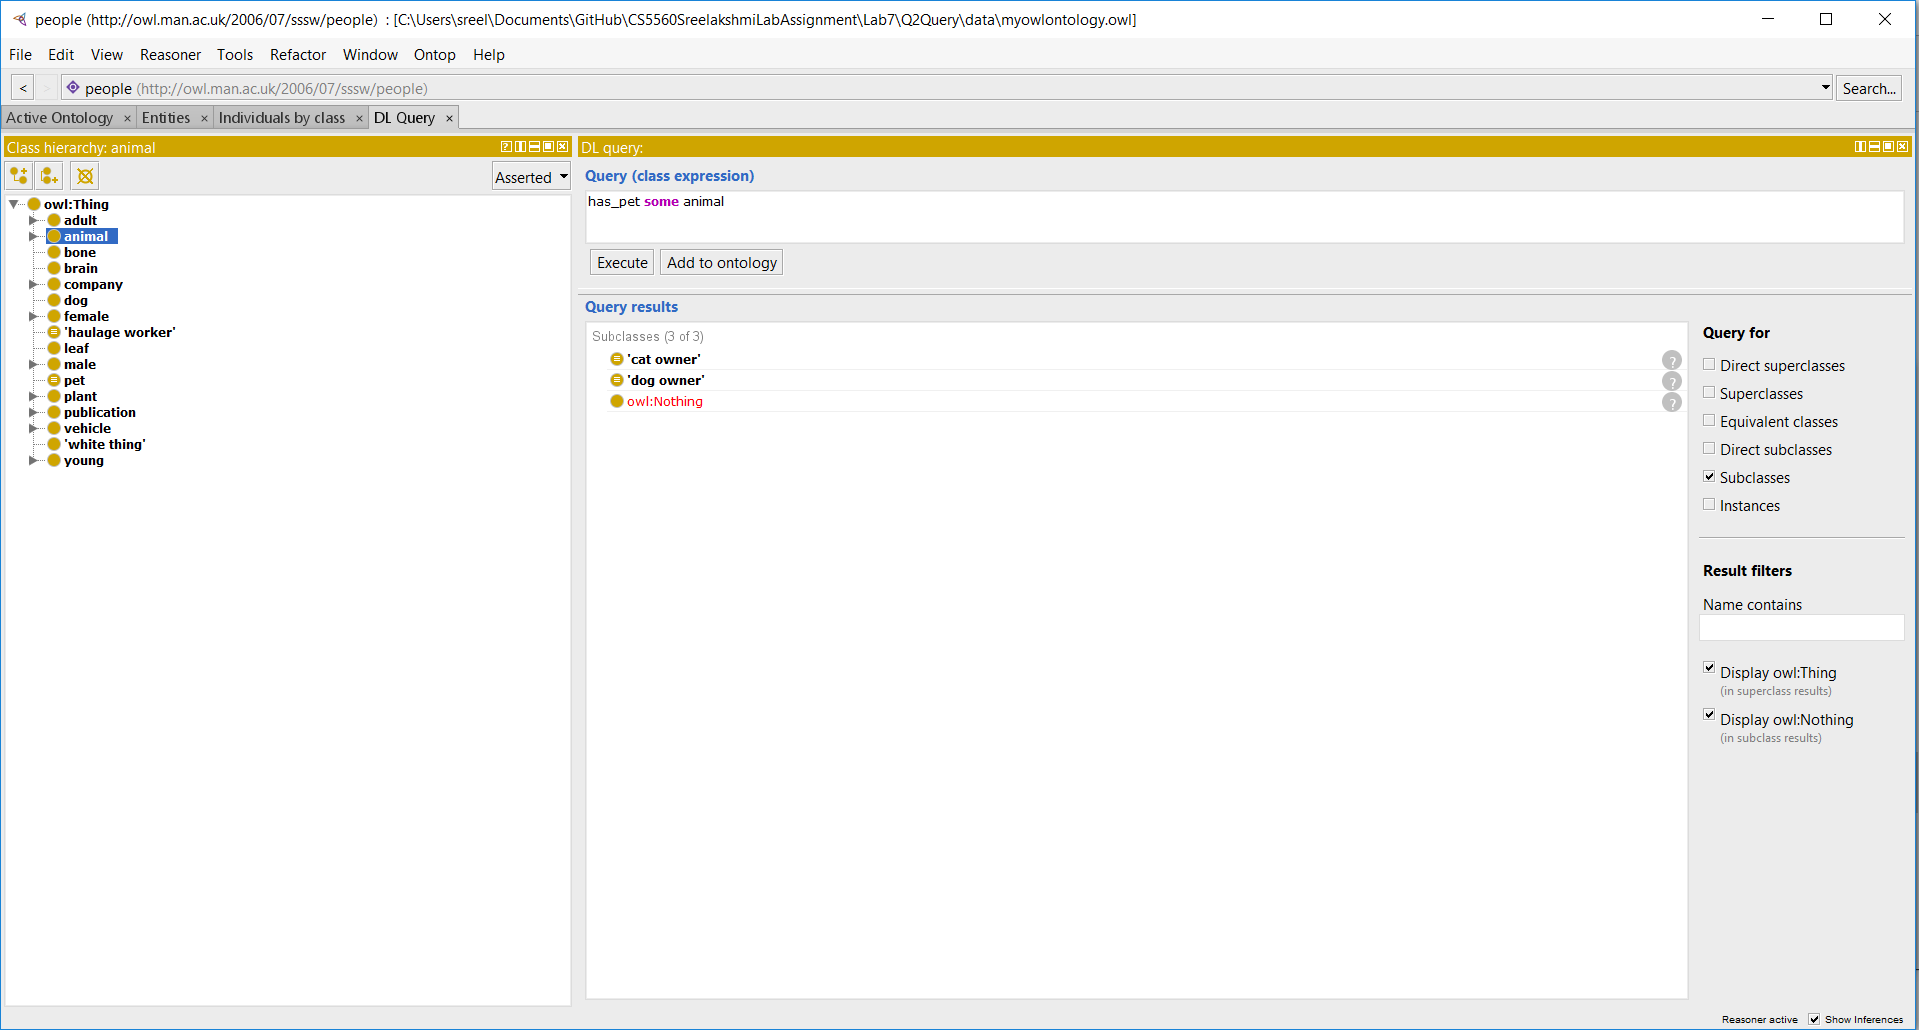 people (http://owl.man.ac.uk/2006/07/sssw/people) : [C:\Users\sreel\Documents\GitHub\CS5560SreelakshmiLabAssignment\Lab7\Q2Query\data\myowlontology.owl]
File Edit View Reasoner Tools Refactor Window Ontop Help
< > people (http://owl.man.ac.uk/2006/07/sssw/people) Search...
Active Ontology × Entities × Individuals by class × DL Query ×
Class hierarchy: animal
Asserted
owl:Thing
adult
animal
bone
brain
company
dog
female
'haulage worker'
leaf
male
pet
plant
publication
vehicle
'white thing'
young
DL query:
Query (class expression)
has_pet some animal
Execute Add to ontology
Query results
Subclasses (3 of 3)
'cat owner' ?
'dog owner' ?
owl:Nothing ?
Query for
Direct superclasses
Superclasses
Equivalent classes
Direct subclasses
Subclasses
Instances
Result filters
Name contains
Display owl:Thing
(in superclass results)
Display owl:Nothing
(in subclass results)
Reasoner active Show Inferences